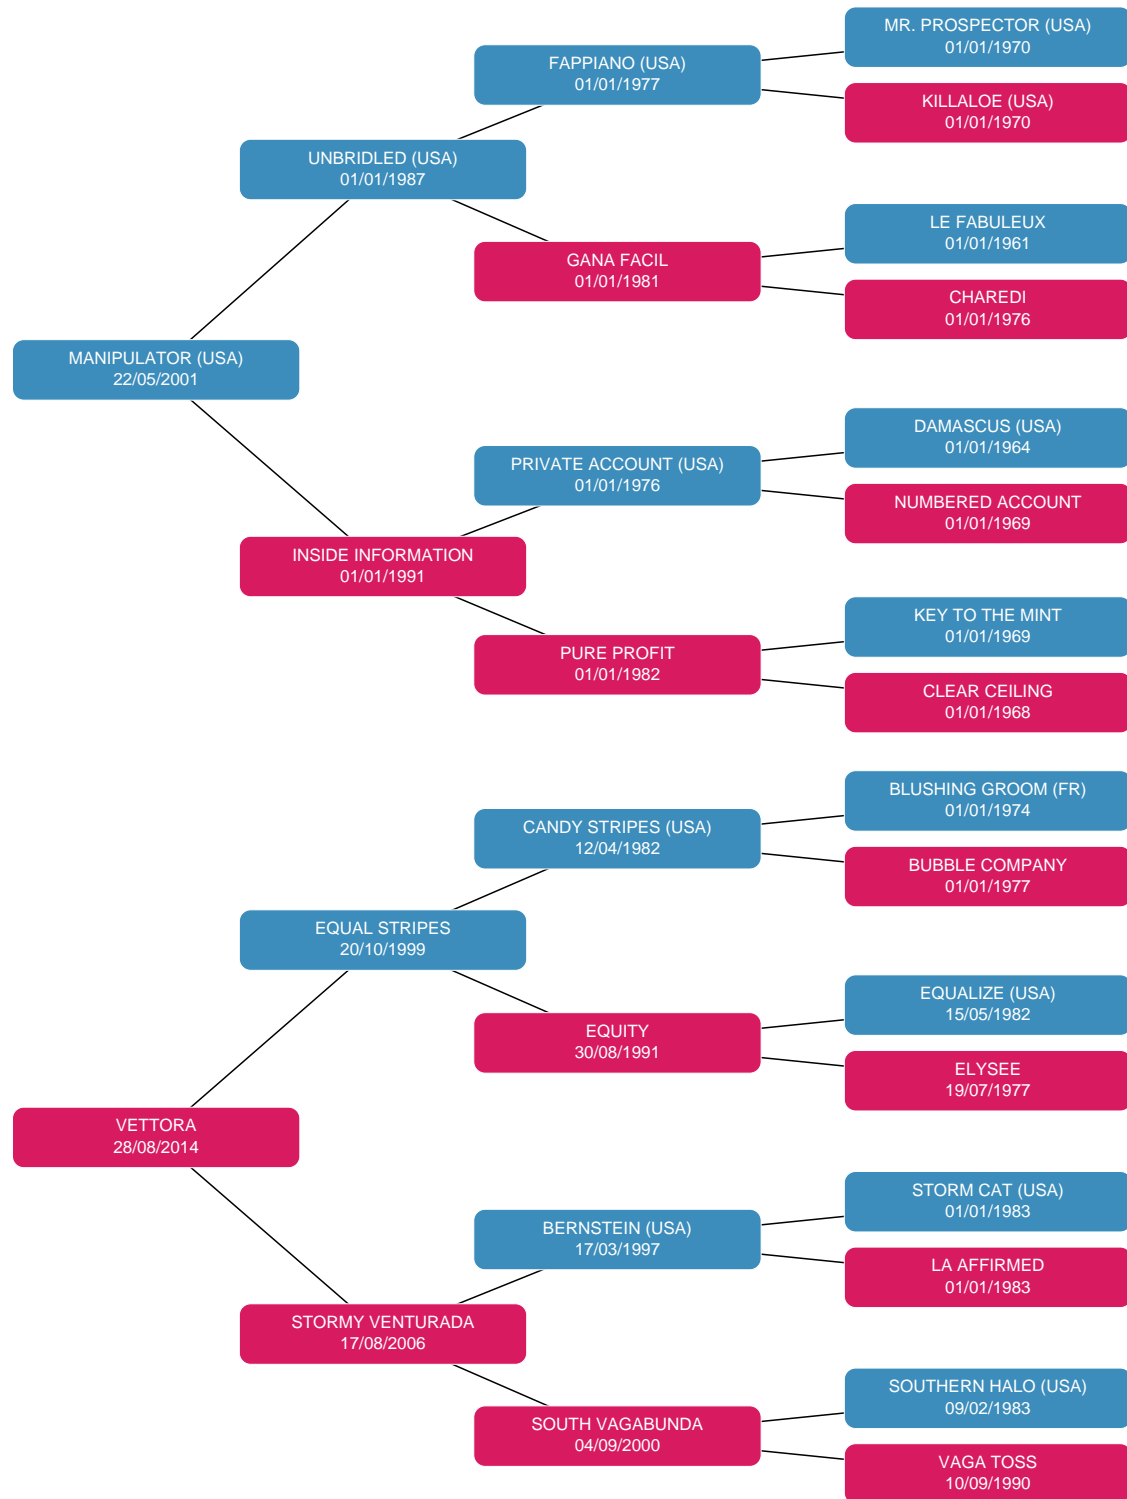 MR. PROSPECTOR (USA)
01/01/1970
FAPPIANO (USA)
01/01/1977
KILLALOE (USA)
01/01/1970
UNBRIDLED (USA)
01/01/1987
LE FABULEUX
01/01/1961
GANA FACIL
01/01/1981
CHAREDI
01/01/1976
MANIPULATOR (USA)
22/05/2001
DAMASCUS (USA)
01/01/1964
PRIVATE ACCOUNT (USA)
01/01/1976
NUMBERED ACCOUNT
01/01/1969
INSIDE INFORMATION
01/01/1991
KEY TO THE MINT
01/01/1969
PURE PROFIT
01/01/1982
CLEAR CEILING
01/01/1968
BLUSHING GROOM (FR)
01/01/1974
CANDY STRIPES (USA)
12/04/1982
BUBBLE COMPANY
01/01/1977
EQUAL STRIPES
20/10/1999
EQUALIZE (USA)
15/05/1982
EQUITY
30/08/1991
ELYSEE
19/07/1977
VETTORA
28/08/2014
STORM CAT (USA)
01/01/1983
BERNSTEIN (USA)
17/03/1997
LA AFFIRMED
01/01/1983
STORMY VENTURADA
17/08/2006
SOUTHERN HALO (USA)
09/02/1983
SOUTH VAGABUNDA
04/09/2000
VAGA TOSS
10/09/1990